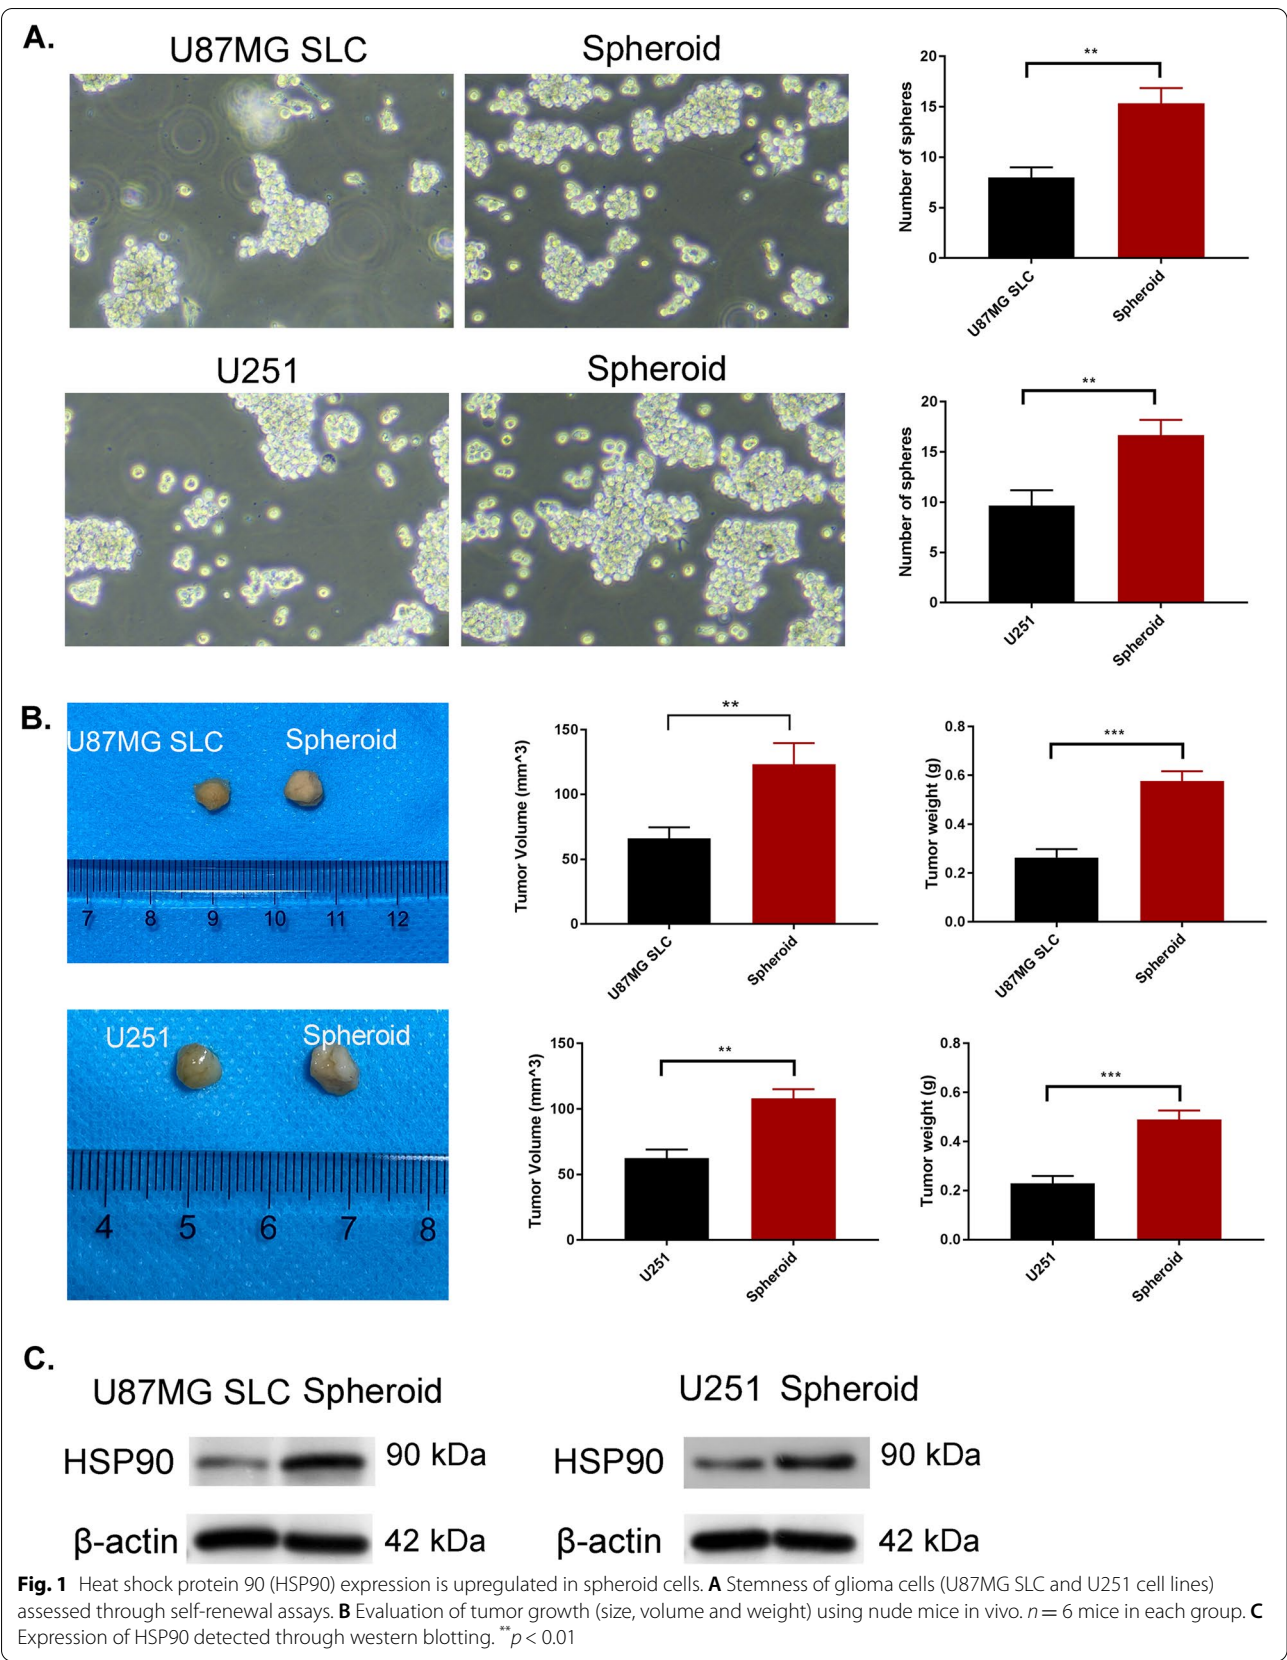 A.
U87MG SLC
Spheroid
20
15
10
5
0
Number of spheres
**
U87MG SLC
Spheroid
U251
Spheroid
20
15
10
5
0
Number of spheres
**
U251
Spheroid
B.
U87MG SLC
Spheroid
7 8 9 10 11 12
150
100
50
0
Tumor Volume (mm^3)
**
U87MG SLC
Spheroid
0.8
0.6
0.4
0.2
0.0
Tumor weight (g)
***
U87MG SLC
Spheroid
U251
Spheroid
4 5 6 7 8
150
100
50
0
Tumor Volume (mm^3)
**
U251
Spheroid
0.8
0.6
0.4
0.2
0.0
Tumor weight (g)
***
U251
Spheroid
C.
U87MG SLC Spheroid
HSP90 90 kDa
β-actin 42 kDa
U251 Spheroid
HSP90 90 kDa
β-actin 42 kDa
Fig. 1 Heat shock protein 90 (HSP90) expression is upregulated in spheroid cells. A Stemness of glioma cells (U87MG SLC and U251 cell lines)
assessed through self-renewal assays. B Evaluation of tumor growth (size, volume and weight) using nude mice in vivo. n = 6 mice in each group. C
Expression of HSP90 detected through western blotting. **p < 0.01